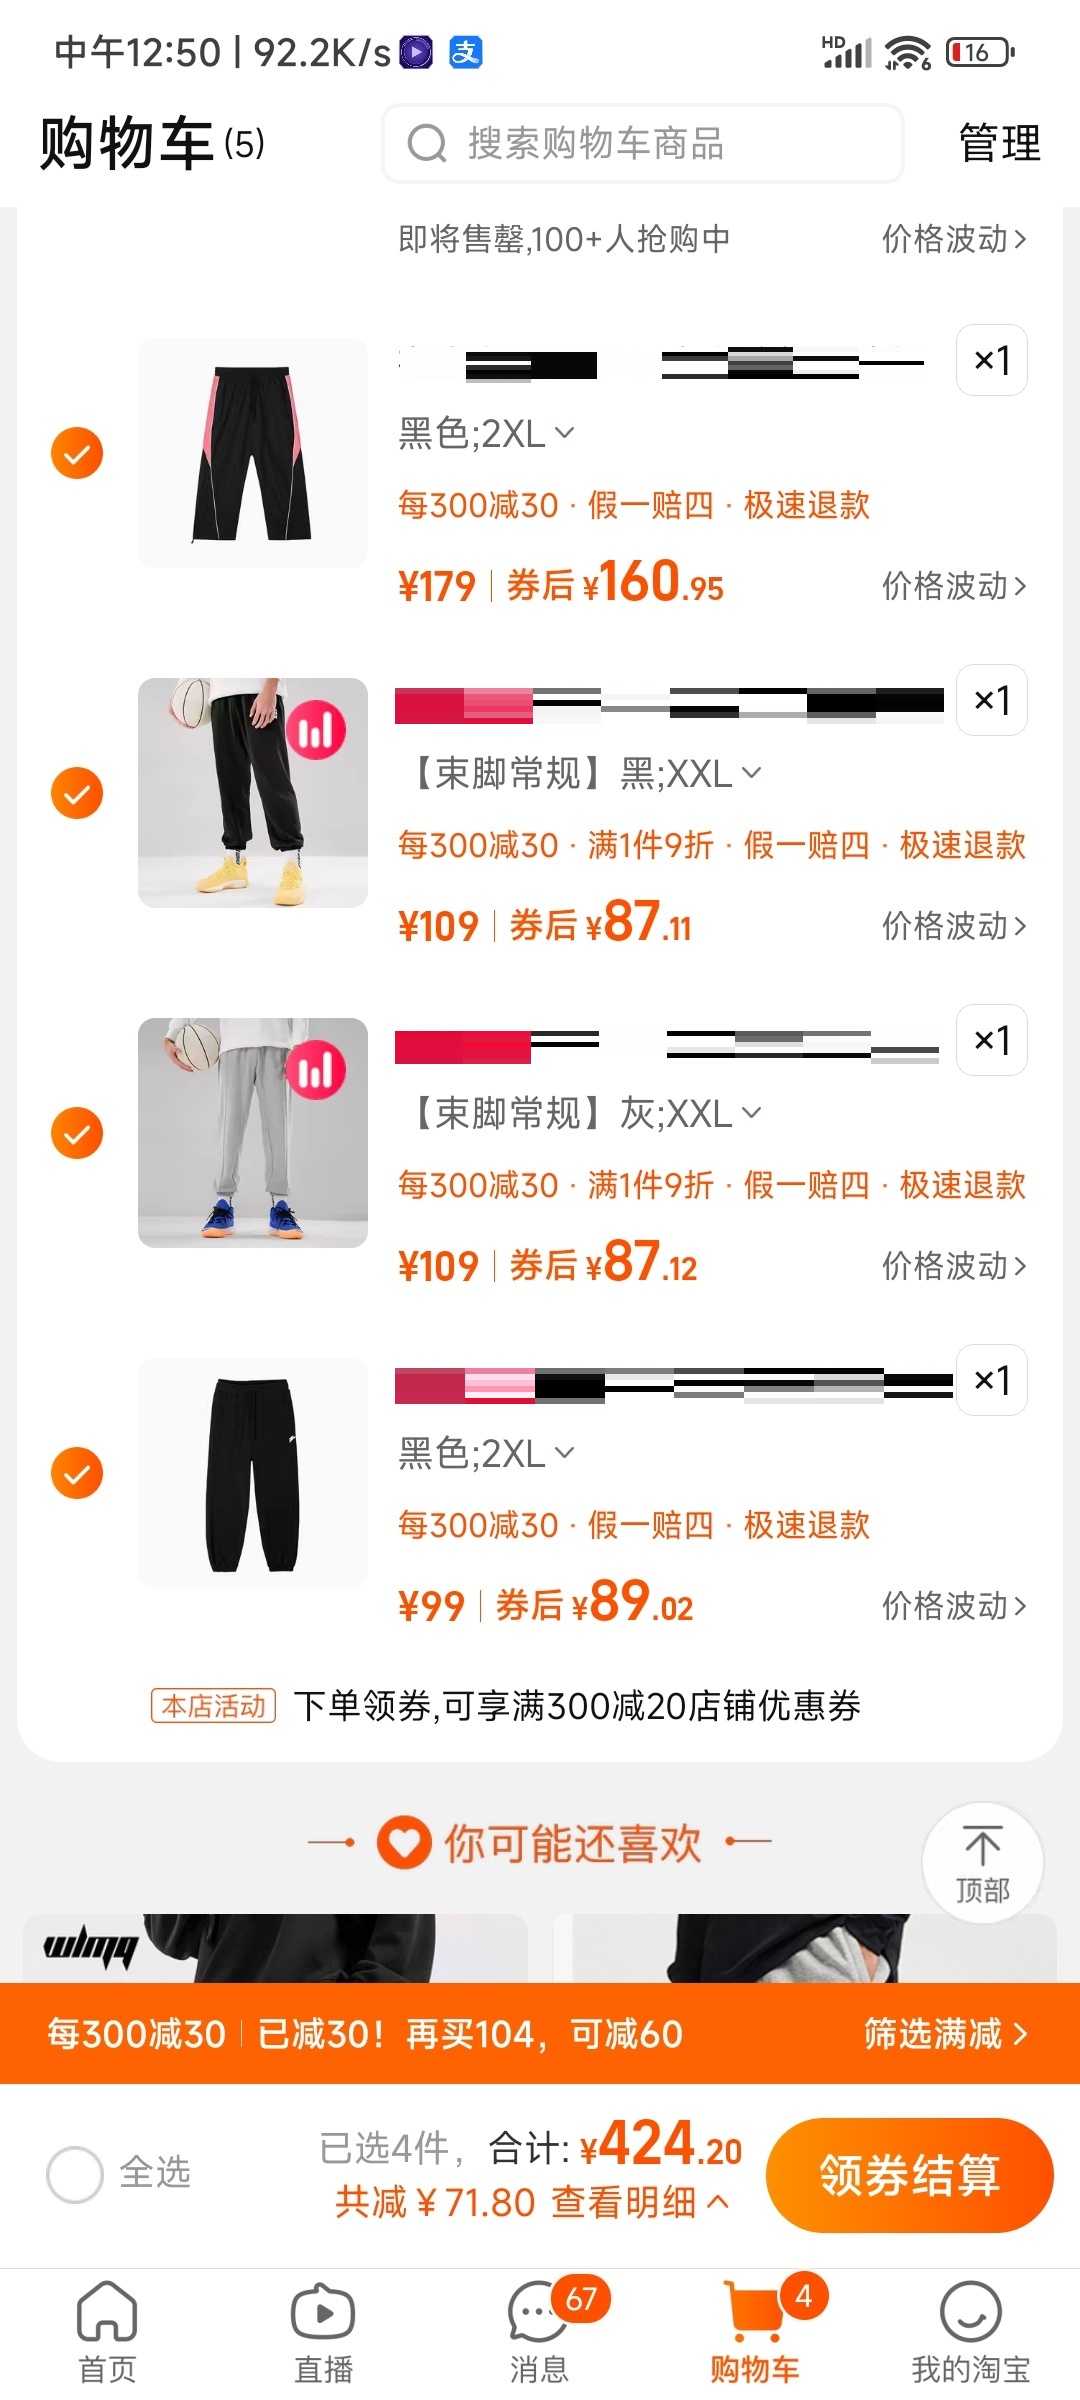 中午12:50 | 92.2K/s 支 HD 6 16
购物车(5) 搜索购物车商品 管理
即将售罄,100+人抢购中 价格波动
×1
黑色;2XL
每300减30 · 假一赔四 · 极速退款
¥179 券后 ¥160.95 价格波动
×1
【束脚常规】黑;XXL
每300减30 · 满1件9折 · 假一赔四 · 极速退款
¥109 券后 ¥87.11 价格波动
×1
【束脚常规】灰;XXL
每300减30 · 满1件9折 · 假一赔四 · 极速退款
¥109 券后 ¥87.12 价格波动
×1
黑色;2XL
每300减30 · 假一赔四 · 极速退款
¥99 券后 ¥89.02 价格波动
本店活动 下单领券,可享满300减20店铺优惠券
你可能还喜欢
顶部
wlmq
每300减30 已减30！再买104，可减60 筛选满减
已选4件，合计: ¥424.20
全选 领券结算
共减 ¥ 71.80 查看明细
67 4
首页 直播 消息 购物车 我的淘宝